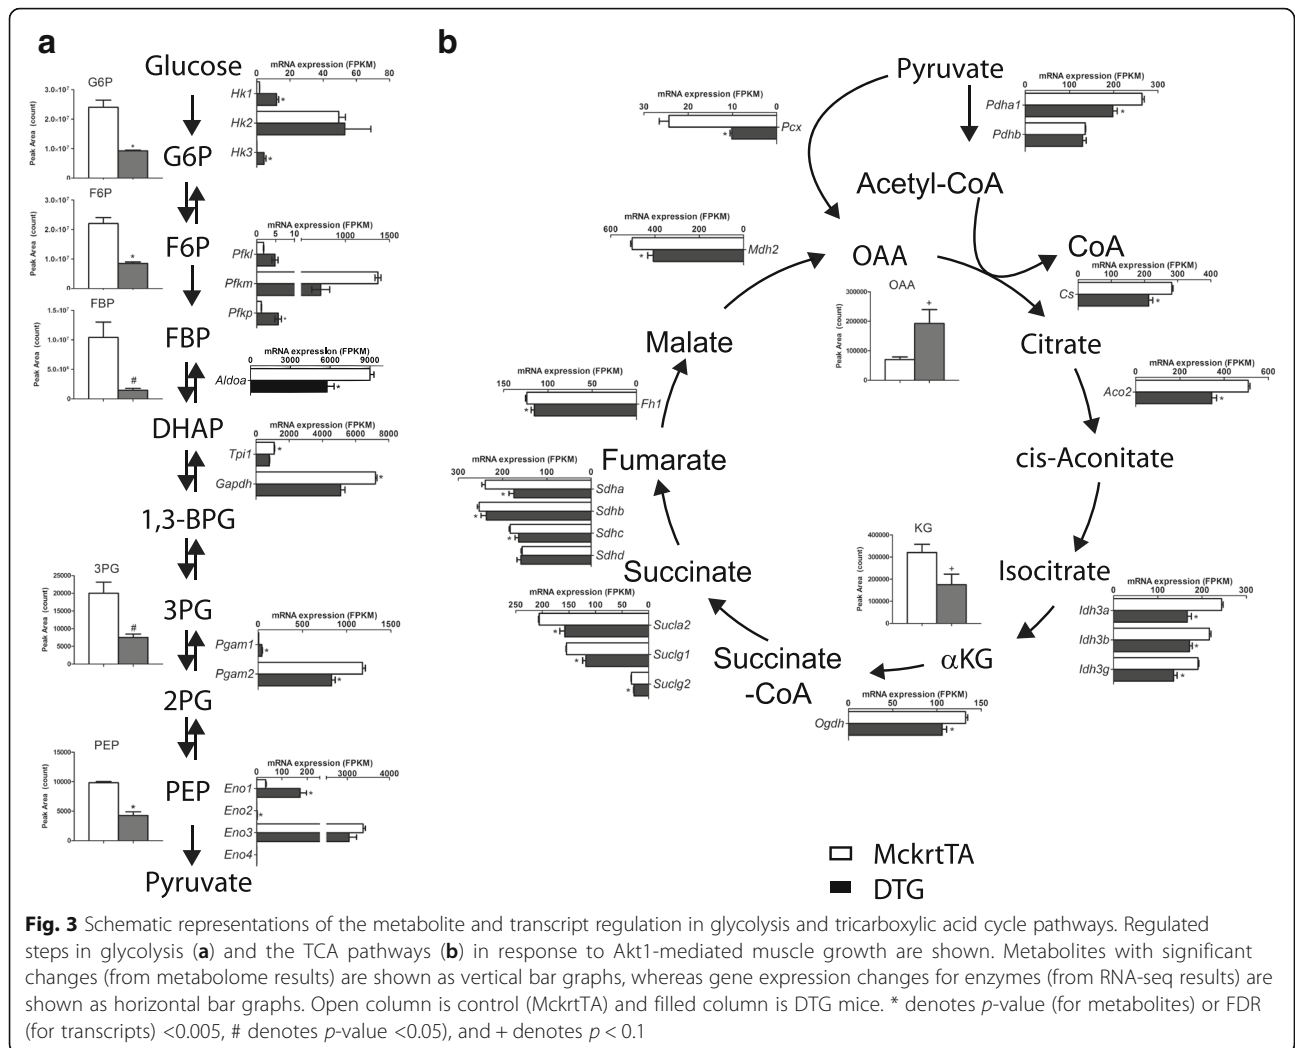 a
Glucose
G6P
F6P
FBP
DHAP
1,3-BPG
3PG
2PG
PEP
Pyruvate
G6P
Peak Area (count)
3.0×10⁷
2.0×10⁷
1.0×10⁷
0
*
F6P
Peak Area (count)
3.0×10⁷
2.0×10⁷
1.0×10⁷
0
*
FBP
Peak Area (count)
1.5×10⁷
1.0×10⁷
5.0×10⁶
0
#
3PG
Peak Area (count)
25000
20000
15000
10000
5000
0
#
PEP
Peak Area (count)
15000
10000
5000
0
*
mRNA expression (FPKM)
0 20 40 60 80
Hk1 *
Hk2
Hk3 *
mRNA expression (FPKM)
0 5 10 1000 1500
Pfkl
Pfkm
Pfkp *
mRNA expression (FPKM)
0 3000 6000 9000
Aldoa *
mRNA expression (FPKM)
0 2000 4000 6000 8000
Tpi1 *
Gapdh *
mRNA expression (FPKM)
0 500 1000 1500
Pgam1 *
Pgam2 *
mRNA expression (FPKM)
0 100 200 3000 4000
Eno1 *
Eno2 *
Eno3
Eno4
b
Pyruvate
Acetyl-CoA
CoA
OAA
Citrate
cis-Aconitate
Isocitrate
αKG
Succinate
-CoA
Succinate
Fumarate
Malate
mRNA expression (FPKM)
30 20 10 0
* Pcx
mRNA expression (FPKM)
0 100 200 300
Pdha1 *
Pdhb
mRNA expression (FPKM)
600 400 200 0
* Mdh2
mRNA expression (FPKM)
0 100 200 300 400
Cs *
OAA
Peak Area (count)
300000
200000
100000
0
+
mRNA expression (FPKM)
0 200 400 600
Aco2 *
mRNA expression (FPKM)
150 100 50 0
* Fh1
mRNA expression (FPKM)
300 200 100 0
* Sdha
* Sdhb
* Sdhc
Sdhd
KG
Peak Area (count)
400000
300000
200000
100000
0
+
mRNA expression (FPKM)
0 100 200 300
Idh3a *
Idh3b *
Idh3g *
mRNA expression (FPKM)
250 200 150 100 50 0
* Sucla2
* Suclg1
* Suclg2
mRNA expression (FPKM)
0 50 100 150
Ogdh *
MckrtTA
DTG
Fig. 3 Schematic representations of the metabolite and transcript regulation in glycolysis and tricarboxylic acid cycle pathways. Regulated
steps in glycolysis (a) and the TCA pathways (b) in response to Akt1-mediated muscle growth are shown. Metabolites with significant
changes (from metabolome results) are shown as vertical bar graphs, whereas gene expression changes for enzymes (from RNA-seq results) are
shown as horizontal bar graphs. Open column is control (MckrtTA) and filled column is DTG mice. * denotes p-value (for metabolites) or FDR
(for transcripts) <0.005, # denotes p-value <0.05), and + denotes p < 0.1